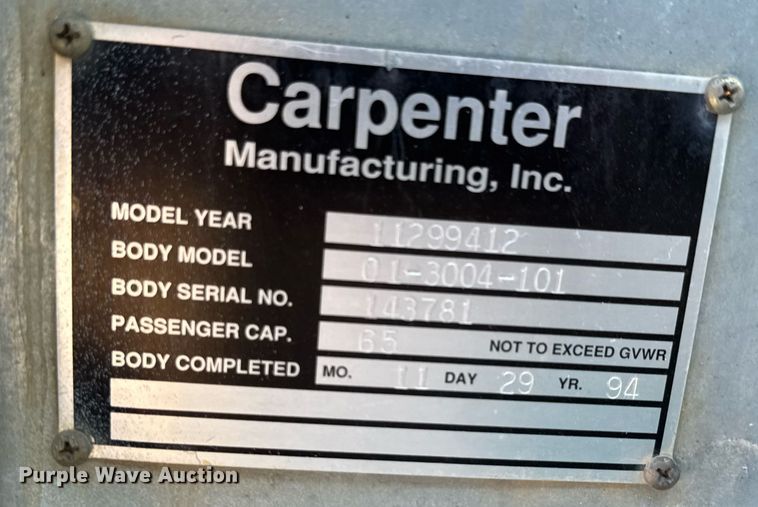 Carpenter
Manufacturing, Inc.
MODEL YEAR 11299412
BODY MODEL 01-3004-101
BODY SERIAL NO. 143781
PASSENGER CAP. 65 NOT TO EXCEED GVWR
BODY COMPLETED MO. 11 DAY 29 YR. 94
Purple Wave Auction